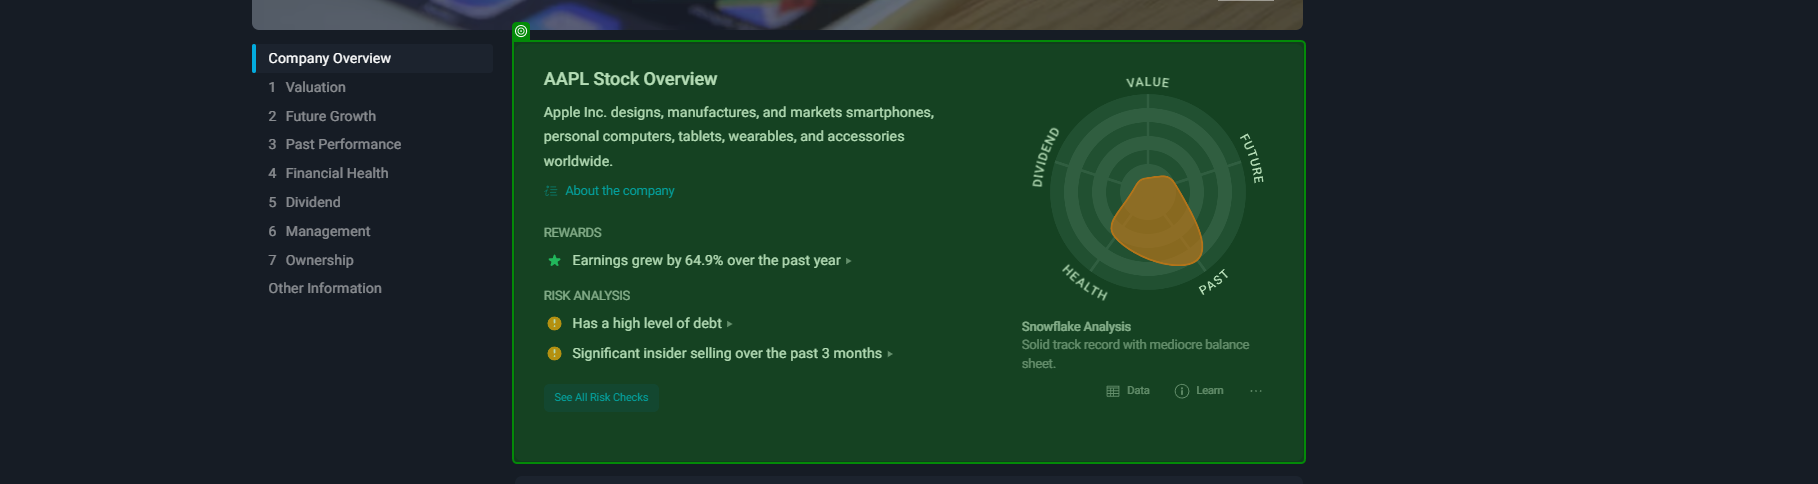 Company Overview
1 Valuation
2 Future Growth
3 Past Performance
4 Financial Health
5 Dividend
6 Management
7 Ownership
Other Information
AAPL Stock Overview
Apple Inc. designs, manufactures, and markets smartphones,
personal computers, tablets, wearables, and accessories
worldwide.
About the company
REWARDS
Earnings grew by 64.9% over the past year
RISK ANALYSIS
Has a high level of debt
Significant insider selling over the past 3 months
See All Risk Checks
VALUE
FUTURE
PAST
HEALTH
DIVIDEND
Snowflake Analysis
Solid track record with mediocre balance
sheet.
Data
Learn